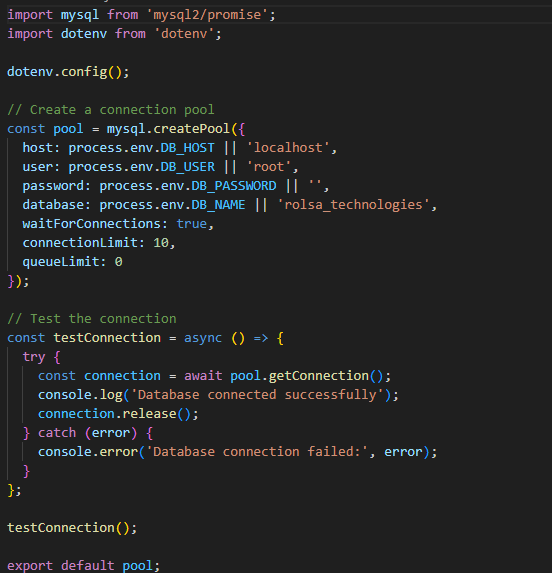 import mysql from 'mysql2/promise';
import dotenv from 'dotenv';
dotenv.config();
// Create a connection pool
const pool = mysql.createPool({
host: process.env.DB_HOST || 'localhost',
user: process.env.DB_USER || 'root',
password: process.env.DB_PASSWORD || '',
database: process.env.DB_NAME || 'rolsa_technologies',
waitForConnections: true,
connectionLimit: 10,
queueLimit: 0
});
// Test the connection
const testConnection = async () => {
try {
const connection = await pool.getConnection();
console.log('Database connected successfully');
connection.release();
} catch (error) {
console.error('Database connection failed:', error);
}
};
testConnection();
export default pool;